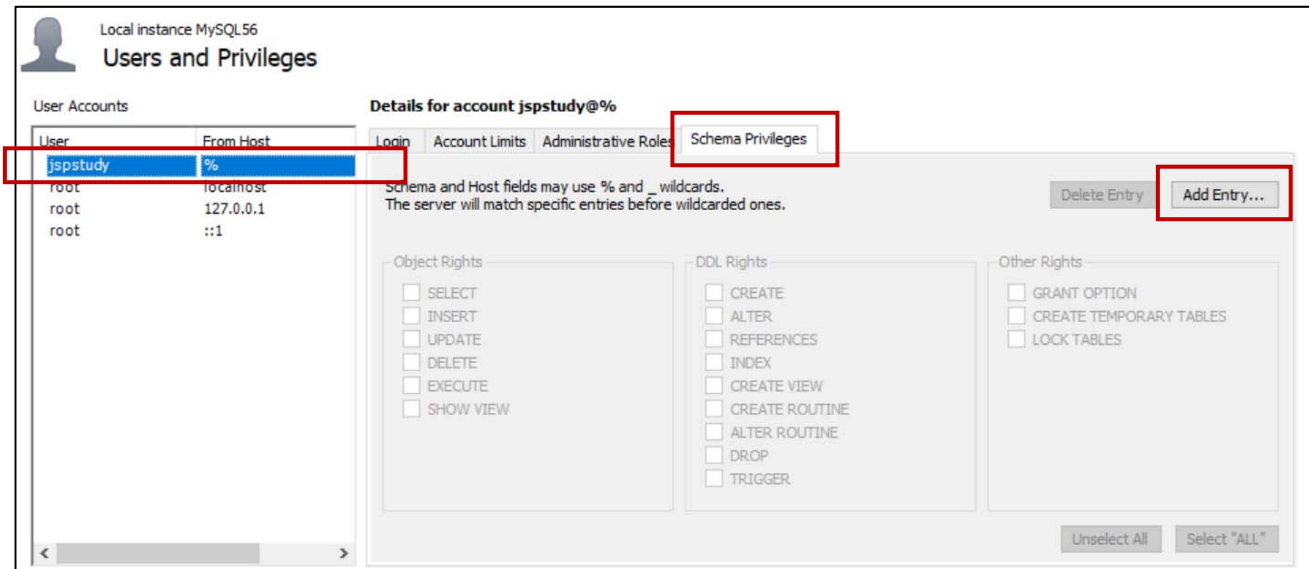 Local instance MySQL56
Users and Privileges
User Accounts
User From Host
jspstudy %
root localhost
root 127.0.0.1
root ::1
Details for account jspstudy@%
Login Account Limits Administrative Roles Schema Privileges
Schema and Host fields may use % and _ wildcards.
The server will match specific entries before wildcarded ones.
Delete Entry Add Entry...
Object Rights
SELECT
INSERT
UPDATE
DELETE
EXECUTE
SHOW VIEW
DDL Rights
CREATE
ALTER
REFERENCES
INDEX
CREATE VIEW
CREATE ROUTINE
ALTER ROUTINE
DROP
TRIGGER
Other Rights
GRANT OPTION
CREATE TEMPORARY TABLES
LOCK TABLES
Unselect All Select "ALL"